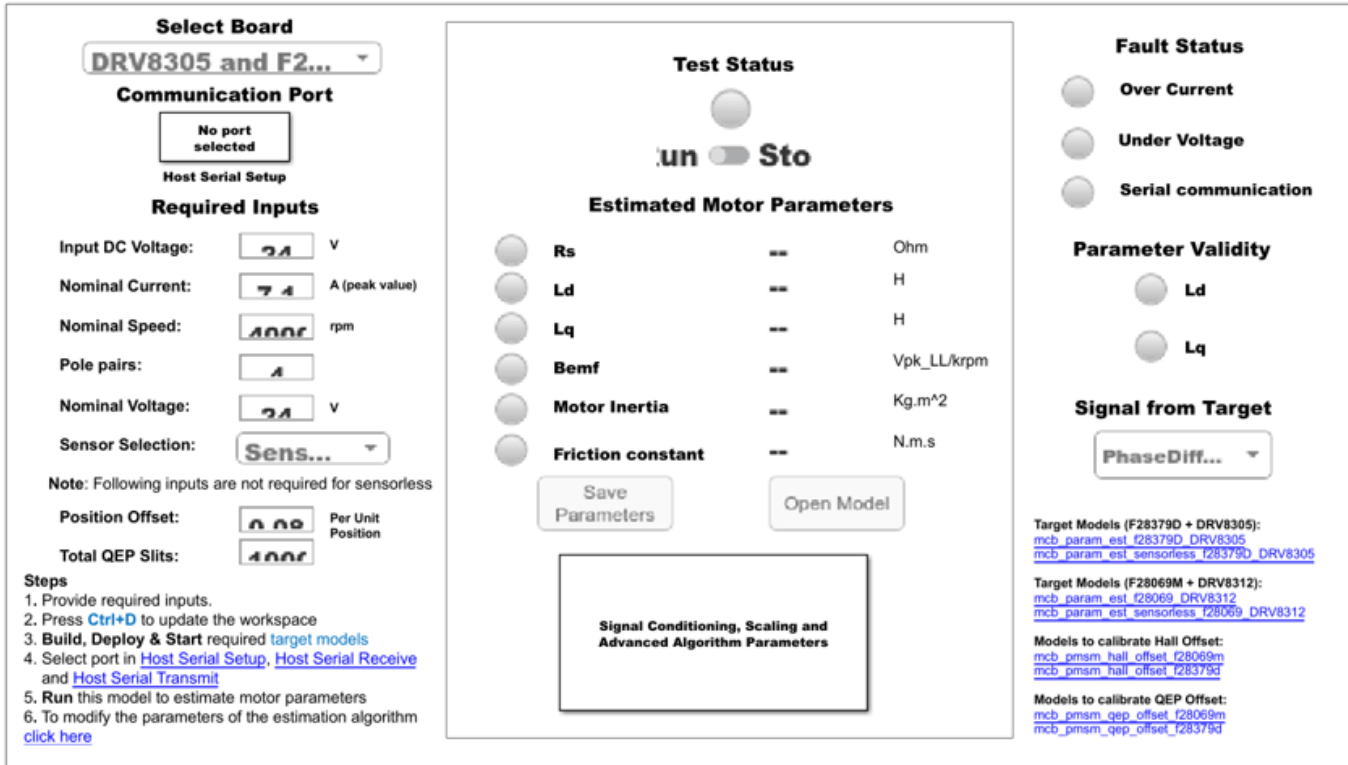 Select Board
DRV8305 and F2...
Communication Port
No port
selected
Host Serial Setup
Required Inputs
Input DC Voltage: V
Nominal Current: A (peak value)
Nominal Speed: rpm
Pole pairs: 4
Nominal Voltage: V
Sensor Selection: Sens...
Note: Following inputs are not required for sensorless
Position Offset: Per Unit
Position
Total QEP Slits:
Steps
1. Provide required inputs.
2. Press Ctrl+D to update the workspace
3. Build, Deploy & Start required target models
4. Select port in Host Serial Setup, Host Serial Receive
and Host Serial Transmit
5. Run this model to estimate motor parameters
6. To modify the parameters of the estimation algorithm
click here
Test Status
un Sto
Estimated Motor Parameters
Rs -- Ohm
Ld -- H
Lq -- H
Bemf -- Vpk_LL/krpm
Motor Inertia -- Kg.m^2
Friction constant -- N.m.s
Save
Parameters
Open Model
Signal Conditioning, Scaling and
Advanced Algorithm Parameters
Fault Status
Over Current
Under Voltage
Serial communication
Parameter Validity
Ld
Lq
Signal from Target
PhaseDiff...
Target Models (F28379D + DRV8305):
mcb_param_est_f28379D_DRV8305
mcb_param_est_sensorless_f28379D_DRV8305
Target Models (F28069M + DRV8312):
mcb_param_est_f28069_DRV8312
mcb_param_est_sensorless_f28069_DRV8312
Models to calibrate Hall Offset:
mcb_pmsm_hall_offset_f28069m
mcb_pmsm_hall_offset_f28379d
Models to calibrate QEP Offset:
mcb_pmsm_qep_offset_f28069m
mcb_pmsm_qep_offset_f28379d